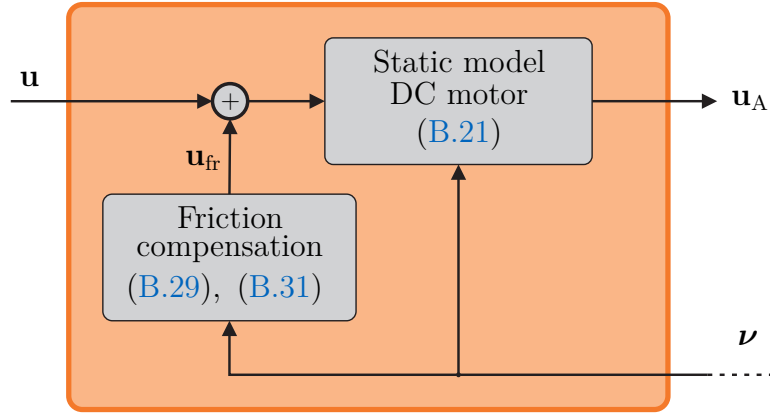 u
+
Static model
DC motor
(B.21)
u_A
u_fr
Friction
compensation
(B.29), (B.31)
ν